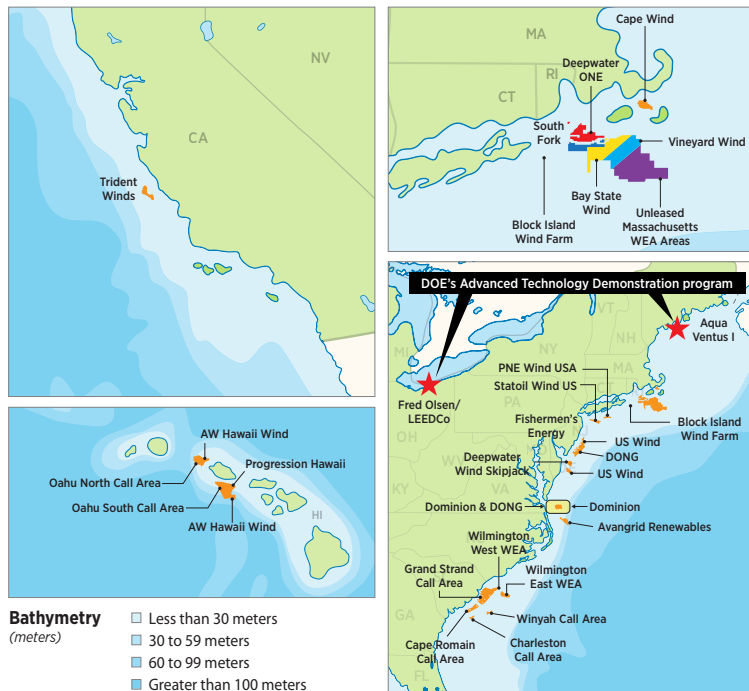 NV
CA
Trident
Winds
MA
Cape Wind
Deepwater
ONE
RI
CT
South
Fork
Vineyard Wind
Bay State
Wind
Block Island
Wind Farm
Unleased
Massachusetts
WEA Areas
DOE's Advanced Technology Demonstration program
VT
NH
Aqua
Ventus I
MI
NY
MA
CT
PNE Wind USA
Statoil Wind US
Fred Olsen/
LEEDCo
PA
Fishermen's
Energy
Block Island
Wind Farm
OH
US Wind
DONG
Deepwater
Wind Skipjack
WV
US Wind
KY
VA
Dominion & DONG
Dominion
Avangrid Renewables
Wilmington
West WEA
Grand Strand
Call Area
Wilmington
East WEA
GA
Winyah Call Area
Cape Romain
Call Area
Charleston
Call Area
FL
AW Hawaii Wind
Progression Hawaii
Oahu North Call Area
Oahu South Call Area
HI
AW Hawaii Wind
Bathymetry
(meters)
Less than 30 meters
30 to 59 meters
60 to 99 meters
Greater than 100 meters